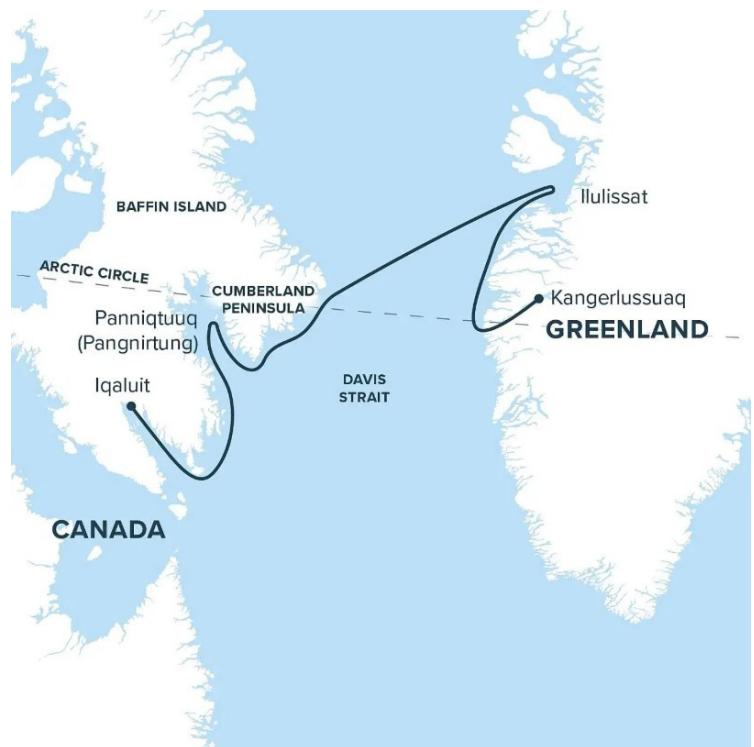 Ilulissat
BAFFIN ISLAND
ARCTIC CIRCLE
CUMBERLAND
PENINSULA
Kangerlussuaq
Panniqtuuq
(Pangnirtung)
GREENLAND
Iqaluit
DAVIS
STRAIT
CANADA